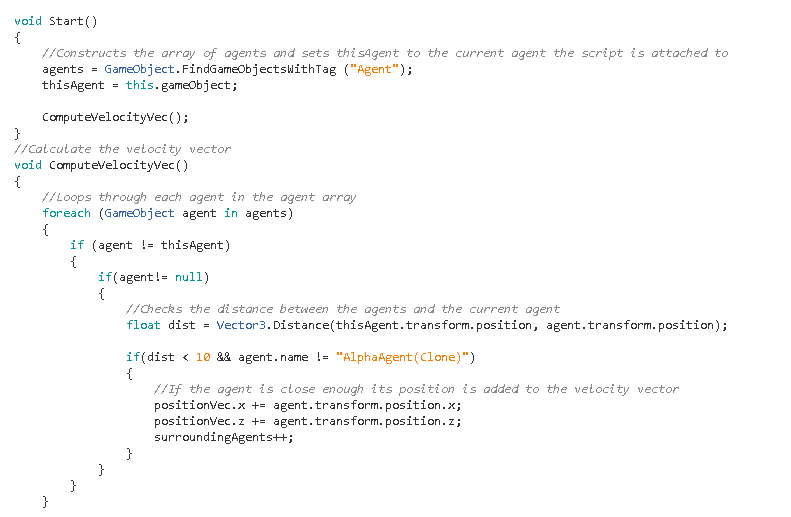 void Start()
{
    //Constructs the array of agents and sets thisAgent to the current agent the script is attached to
    agents = GameObject.FindGameObjectsWithTag ("Agent");
    thisAgent = this.gameObject;

    ComputeVelocityVec();
}
//Calculate the velocity vector
void ComputeVelocityVec()
{
    //Loops through each agent in the agent array
    foreach (GameObject agent in agents)
    {
        if (agent != thisAgent)
        {
            if(agent!= null)
            {
                //Checks the distance between the agents and the current agent
                float dist = Vector3.Distance(thisAgent.transform.position, agent.transform.position);

                if(dist < 10 && agent.name != "AlphaAgent(Clone)")
                {
                    //If the agent is close enough its position is added to the velocity vector
                    positionVec.x += agent.transform.position.x;
                    positionVec.z += agent.transform.position.z;
                    surroundingAgents++;
                }
            }
        }
    }